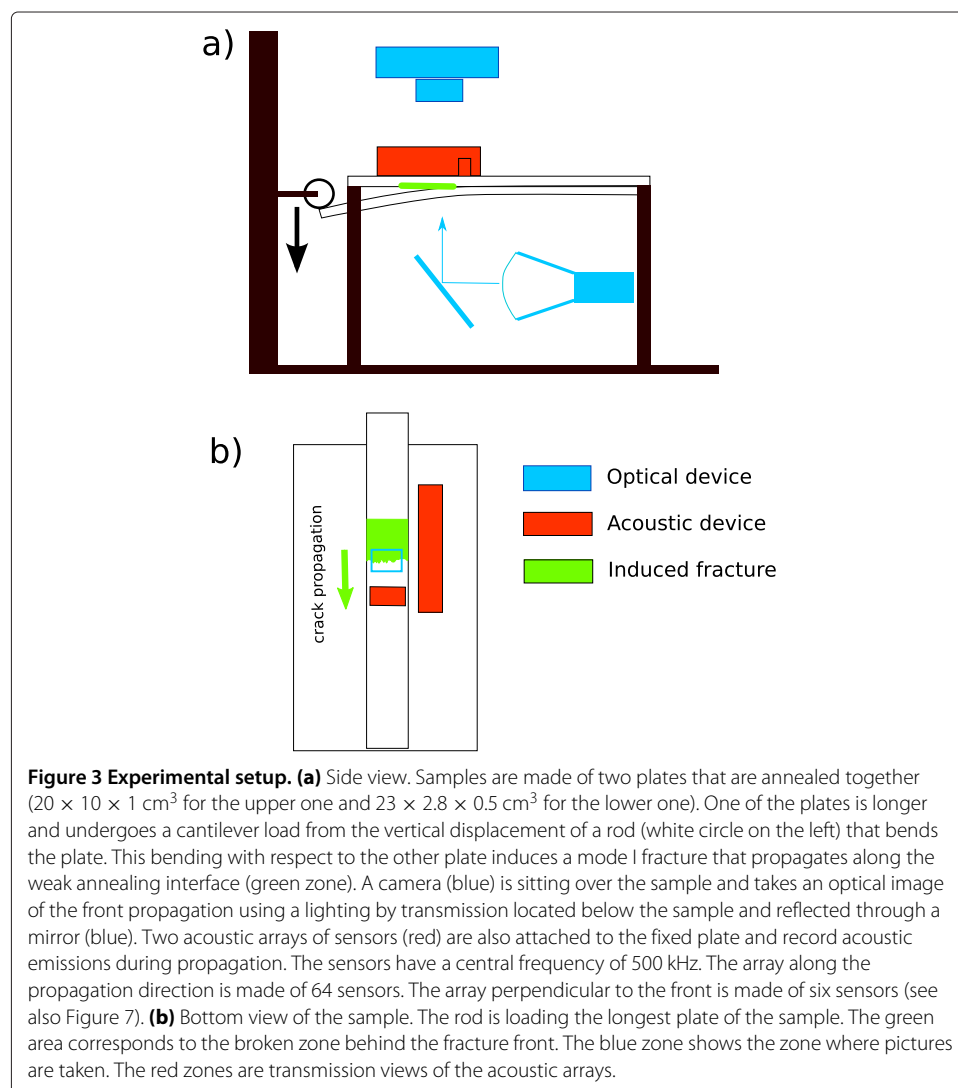 a)
b)
crack propagation
Optical device
Acoustic device
Induced fracture
Figure 3 Experimental setup. (a) Side view. Samples are made of two plates that are annealed together
(20 × 10 × 1 cm³ for the upper one and 23 × 2.8 × 0.5 cm³ for the lower one). One of the plates is longer
and undergoes a cantilever load from the vertical displacement of a rod (white circle on the left) that bends
the plate. This bending with respect to the other plate induces a mode I fracture that propagates along the
weak annealing interface (green zone). A camera (blue) is sitting over the sample and takes an optical image
of the front propagation using a lighting by transmission located below the sample and reflected through a
mirror (blue). Two acoustic arrays of sensors (red) are also attached to the fixed plate and record acoustic
emissions during propagation. The sensors have a central frequency of 500 kHz. The array along the
propagation direction is made of 64 sensors. The array perpendicular to the front is made of six sensors (see
also Figure 7). (b) Bottom view of the sample. The rod is loading the longest plate of the sample. The green
area corresponds to the broken zone behind the fracture front. The blue zone shows the zone where pictures
are taken. The red zones are transmission views of the acoustic arrays.